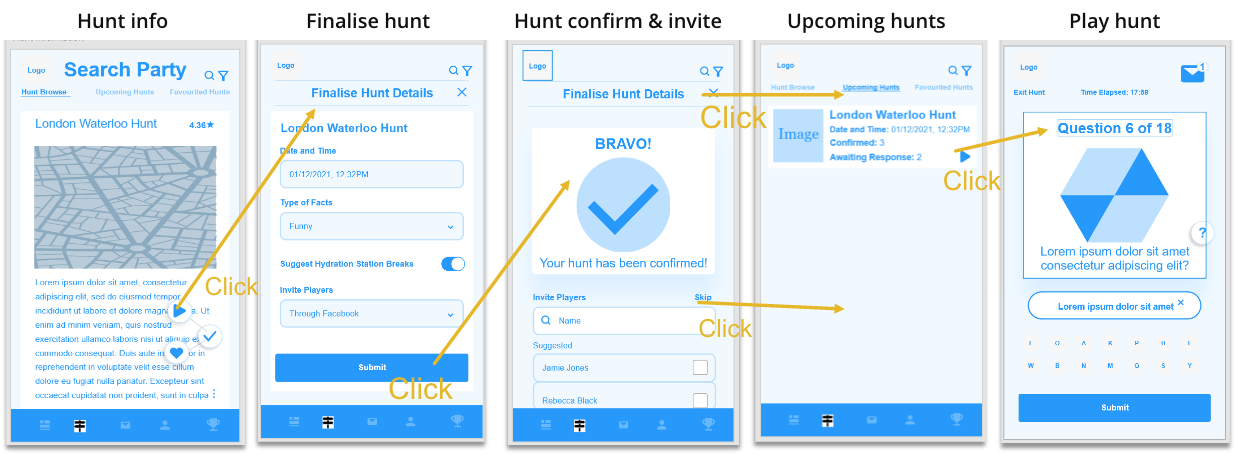 Hunt info
Finalise hunt
Hunt confirm & invite
Upcoming hunts
Play hunt
Logo
Search Party
Hunt Browse
Upcoming Hunts
Favourited Hunts
London Waterloo Hunt
4.36★
Lorem ipsum dolor sit amet, consectetur
adipiscing elit, sed do eiusmod tempor
incididunt ut labore et dolore magna
Ut
enim ad minim veniam, quis nostrud
exercitation ullamco laboris nisi ut aliquip ex
commodo consequat. Duis aute
or in
reprehenderit in voluptate velit esse cillum
dolore eu fugiat nulla pariatur. Excepteur sint
occaecat cupidatat non proident, sunt in culpa
Click
Logo
Finalise Hunt Details
London Waterloo Hunt
Date and Time
01/12/2021, 12:32PM
Type of Facts
Funny
Suggest Hydration Station Breaks
Invite Players
Through Facebook
Submit
Click
Logo
Finalise Hunt Details
BRAVO!
Your hunt has been confirmed!
Invite Players
Skip
Name
Suggested
Jamie Jones
Rebecca Black
Click
Click
Logo
Hunt Browse
Upcoming Hunts
Favourited Hunts
Image
London Waterloo Hunt
Date and Time: 01/12/2021, 12:32PM
Confirmed: 3
Awaiting Response: 2
Click
Logo
1
Exit Hunt
Time Elapsed: 17:58
Question 6 of 18
?
Lorem ipsum dolor sit amet
consectetur adipiscing elit?
Lorem ipsum dolor sit amet
W B N M Q S Y
Submit